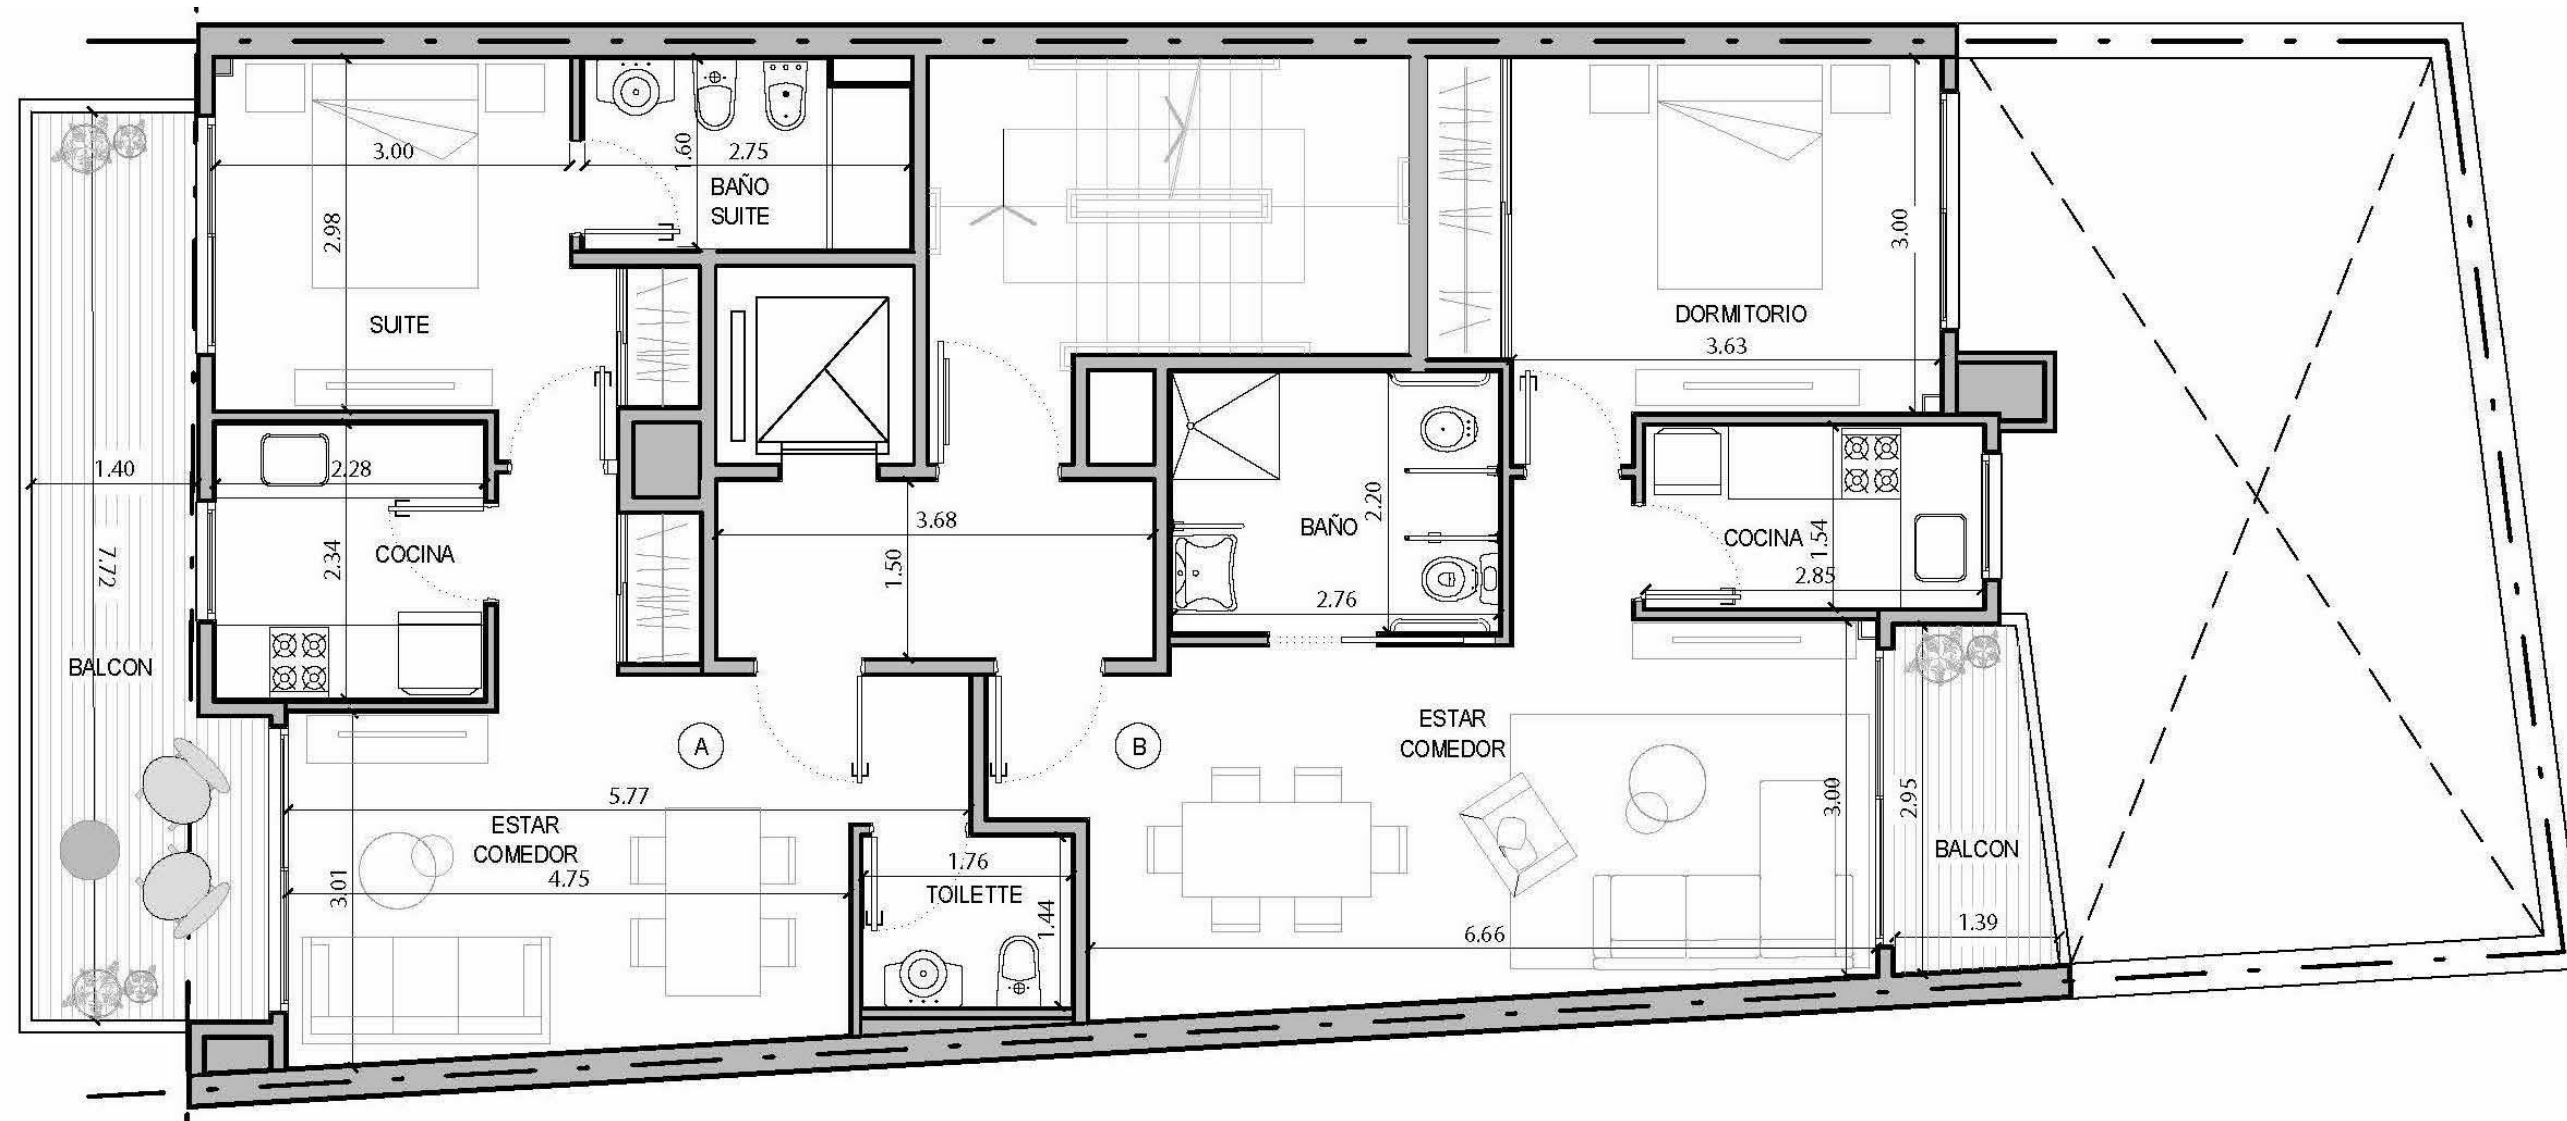 3.00
1.60
2.75
BAÑO
SUITE
2.98
SUITE
3.00
DORMITORIO
3.63
1.40
2.28
7.72
2.34
COCINA
BALCON
3.68
1.50
2.20
BAÑO
2.76
COCINA
1.54
2.85
A
B
ESTAR
COMEDOR
5.77
ESTAR
COMEDOR
4.75
3.01
1.76
TOILETTE
1.44
3.00
2.95
BALCON
1.39
6.66